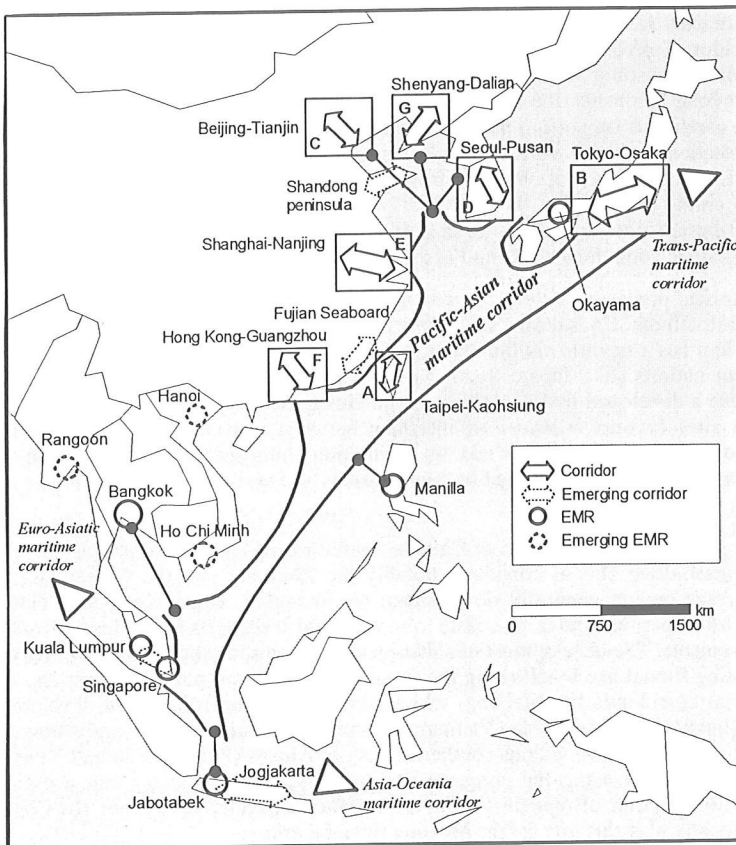 Shenyang-Dalian
G
Beijing-Tianjin
C
Seoul-Pusan
D
Tokyo-Osaka
B
Shandong
peninsula
Shanghai-Nanjing
E
Trans-Pacific
maritime
corridor
Okayama
Pacific-Asian
maritime corridor
Fujian Seaboard
Hong Kong-Guangzhou
F
A
Taipei-Kaohsiung
Hanoi
Rangoon
Bangkok
Manilla
Ho Chi Minh
Euro-Asiatic
maritime
corridor
Kuala Lumpur
Singapore
Jogjakarta
Jabotabek
Asia-Oceania
maritime corridor
Corridor
Emerging corridor
EMR
Emerging EMR
0 750 1500 km